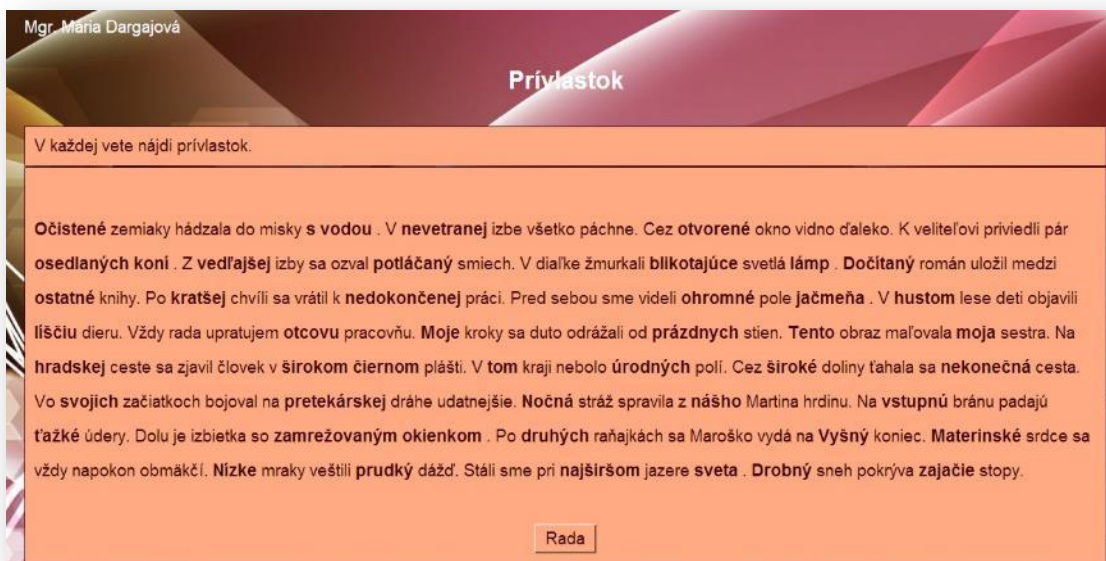 Mgr. Mária Dargajová
Prívlastok
V každej vete nájdi prívlastok.
Očistené zemiaky hádzala do misky s vodou . V nevetranej izbe všetko páchne. Cez otvorené okno vidno ďaleko. K veliteľovi priviedli pár
osedlaných koní . Z vedľajšej izby sa ozval potláčaný smiech. V diaľke žmurkali blikotajúce svetlá lámp . Dočítaný román uložil medzi
ostatné knihy. Po kratšej chvíli sa vrátil k nedokončenej práci. Pred sebou sme videli ohromné pole jačmeňa . V hustom lese deti objavili
líščiu dieru. Vždy rada upratujem otcovu pracovňu. Moje kroky sa duto odrážali od prázdnych stien. Tento obraz maľovala moja sestra. Na
hradskej ceste sa zjavil človek v širokom čiernom plášti. V tom kraji nebolo úrodných polí. Cez široké doliny ťahala sa nekonečná cesta.
Vo svojich začiatkoch bojoval na pretekárskej dráhe udatnejšie. Nočná stráž spravila z nášho Martina hrdinu. Na vstupnú bránu padajú
ťažké údery. Dolu je izbietka so zamrežovaným okienkom . Po druhých raňajkách sa Maroško vydá na Vyšný koniec. Materinské srdce sa
vždy napokon obmäkčí. Nízke mraky veštili prudký dážď. Stáli sme pri najširšom jazere sveta . Drobný sneh pokrýva zajačie stopy.
Rada